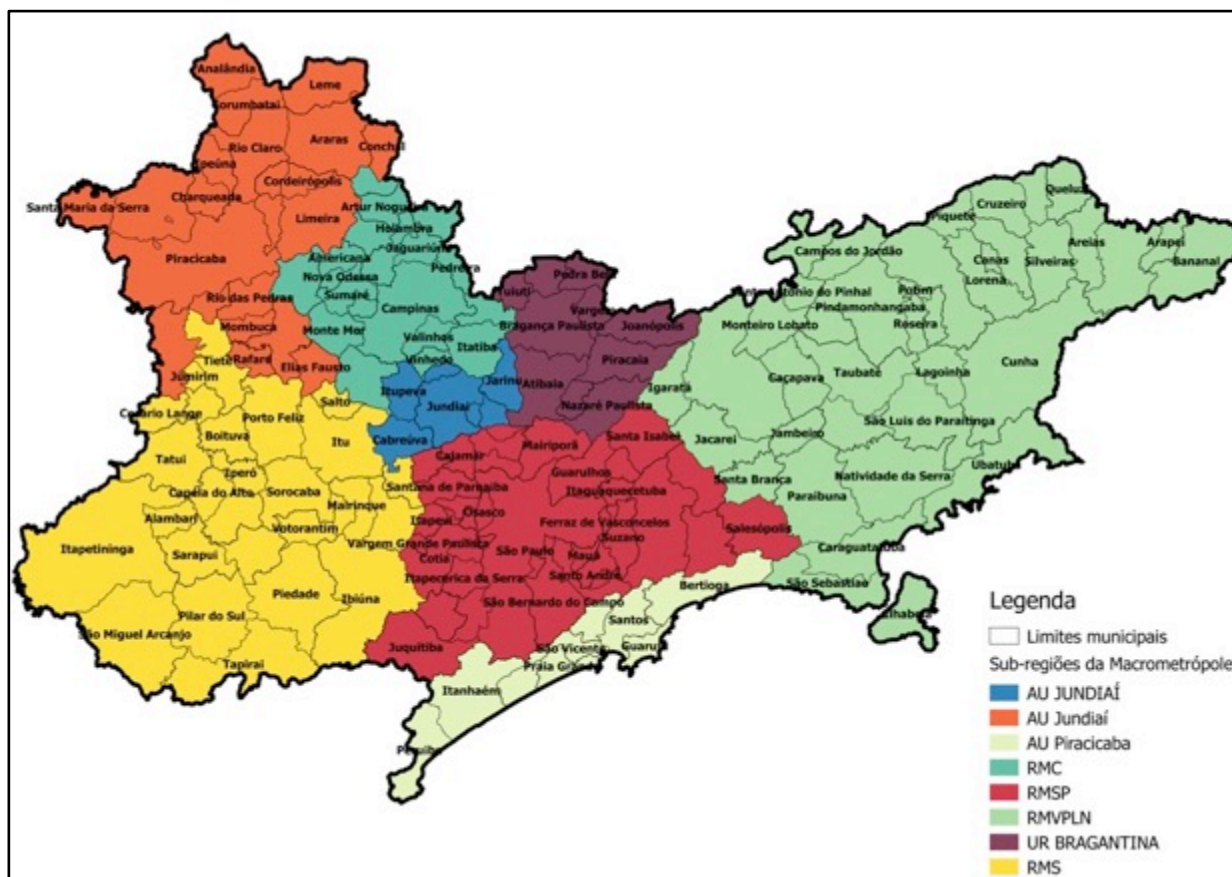 Analândia
Leme
Corumbatai
Araras
Rio Claro
Conchal
Ipeúna
Cordeirópolis
Charqueada
Santa Maria da Serra
Limeira
Artur Nogueira
Holambra
Jaguariúna
Piracicaba
Americana
Pedreira
Nova Odessa
Rio das Pedras
Sumaré
Campinas
Mombuca
Monte Mor
Valinhos
Rafard
Itatiba
Tietê
Elias Fausto
Vinhedo
Jumirim
Pedra Bela
Tuiuti
Vargem
Bragança Paulista
Joanópolis
Piracaia
Atibaia
Nazaré Paulista
Itupeva
Jarinu
Jundiaí
Cabreúva
Salto
Cesário Lange
Porto Feliz
Boituva
Itu
Tatuí
Iperó
Capela do Alto
Sorocaba
Mairinque
Alambari
Votorantim
Itapetininga
Sarapuí
Piedade
Ibiúna
Pilar do Sul
São Miguel Arcanjo
Tapiraí
Mairiporã
Santa Isabel
Cajamar
Guarulhos
Santana de Parnaíba
Itaquaquecetuba
Itapevi
Osasco
Ferraz de Vasconcelos
Suzano
Salesópolis
Vargem Grande Paulista
São Paulo
Mauá
Cotia
Santo André
Itapecerica da Serra
São Bernardo do Campo
Juquitiba
Bertioga
Santos
São Vicente
Guarujá
Praia Grande
Itanhaém
Peruíbe
Queluz
Cruzeiro
Piquete
Areias
Arapeí
Campos do Jordão
Canas
Silveiras
Bananal
Lorena
Santo Antônio do Pinhal
Potim
Pindamonhangaba
Monteiro Lobato
Roseira
Cunha
Caçapava
Taubaté
Lagoinha
Igaratá
São Luís do Paraitinga
Jacareí
Jambeiro
Ubatuba
Natividade da Serra
Santa Branca
Paraibuna
Caraguatatuba
São Sebastião
Ilhabela
Legenda
Limites municipais
Sub-regiões da Macrometrópole
AU JUNDIAÍ
AU Jundiaí
AU Piracicaba
RMC
RMSP
RMVPLN
UR BRAGANTINA
RMS